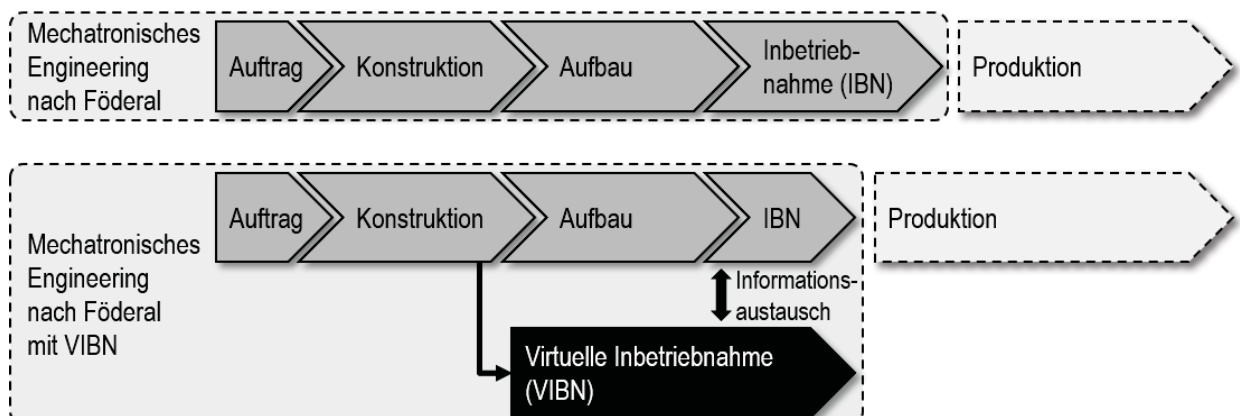 Mechatronisches
Engineering
nach Föderal
Auftrag
Konstruktion
Aufbau
Inbetrieb-
nahme (IBN)
Produktion
Mechatronisches
Engineering
nach Föderal
mit VIBN
Auftrag
Konstruktion
Aufbau
IBN
Produktion
Informations-
austausch
Virtuelle Inbetriebnahme
(VIBN)